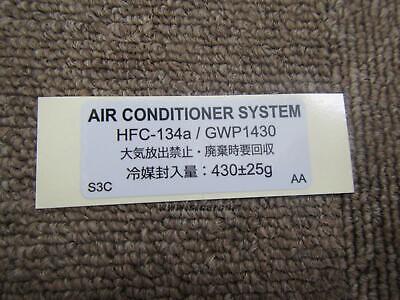 AIR CONDITIONER SYSTEM
HFC-134a / GWP1430
大気放出禁止・廃棄時要回収
冷媒封入量：430±25g
S3C AA